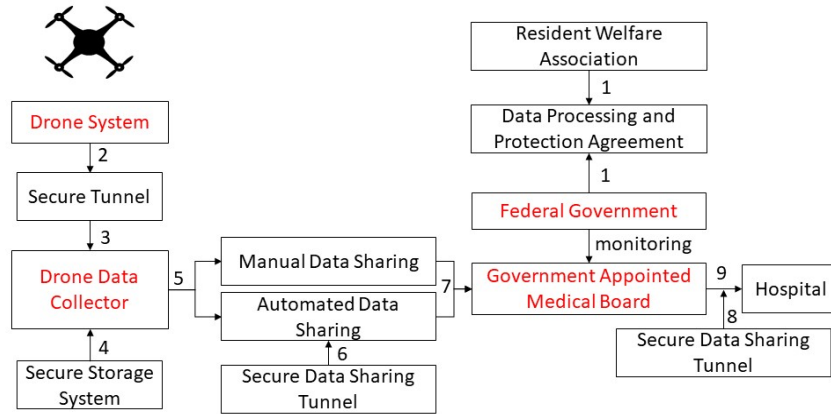 Resident Welfare
Association
1
Drone System
Data Processing and
Protection Agreement
2
1
Secure Tunnel
Federal Government
3
monitoring
Drone Data
Collector
5
Manual Data Sharing
7
Government Appointed
Medical Board
9
Hospital
Automated Data
Sharing
8
4
6
Secure Data Sharing
Tunnel
Secure Storage
System
Secure Data Sharing
Tunnel